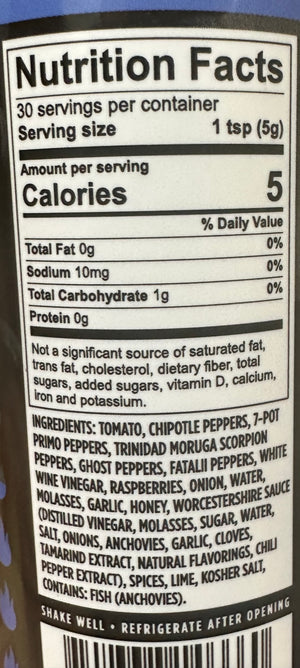 Nutrition Facts
30 servings per container
Serving size 1 tsp (5g)
Amount per serving
Calories 5
% Daily Value
Total Fat 0g 0%
Sodium 10mg 0%
Total Carbohydrate 1g 0%
Protein 0g
Not a significant source of saturated fat,
trans fat, cholesterol, dietary fiber, total
sugars, added sugars, vitamin D, calcium,
iron and potassium.
INGREDIENTS: TOMATO, CHIPOTLE PEPPERS, 7-POT
PRIMO PEPPERS, TRINIDAD MORUGA SCORPION
PEPPERS, GHOST PEPPERS, FATALII PEPPERS, WHITE
WINE VINEGAR, RASPBERRIES, ONION, WATER,
MOLASSES, GARLIC, HONEY, WORCESTERSHIRE SAUCE
(DISTILLED VINEGAR, MOLASSES, SUGAR, WATER,
SALT, ONIONS, ANCHOVIES, GARLIC, CLOVES,
TAMARIND EXTRACT, NATURAL FLAVORINGS, CHILI
PEPPER EXTRACT), SPICES, LIME, KOSHER SALT,
CONTAINS: FISH (ANCHOVIES).
SHAKE WELL • REFRIGERATE AFTER OPENING